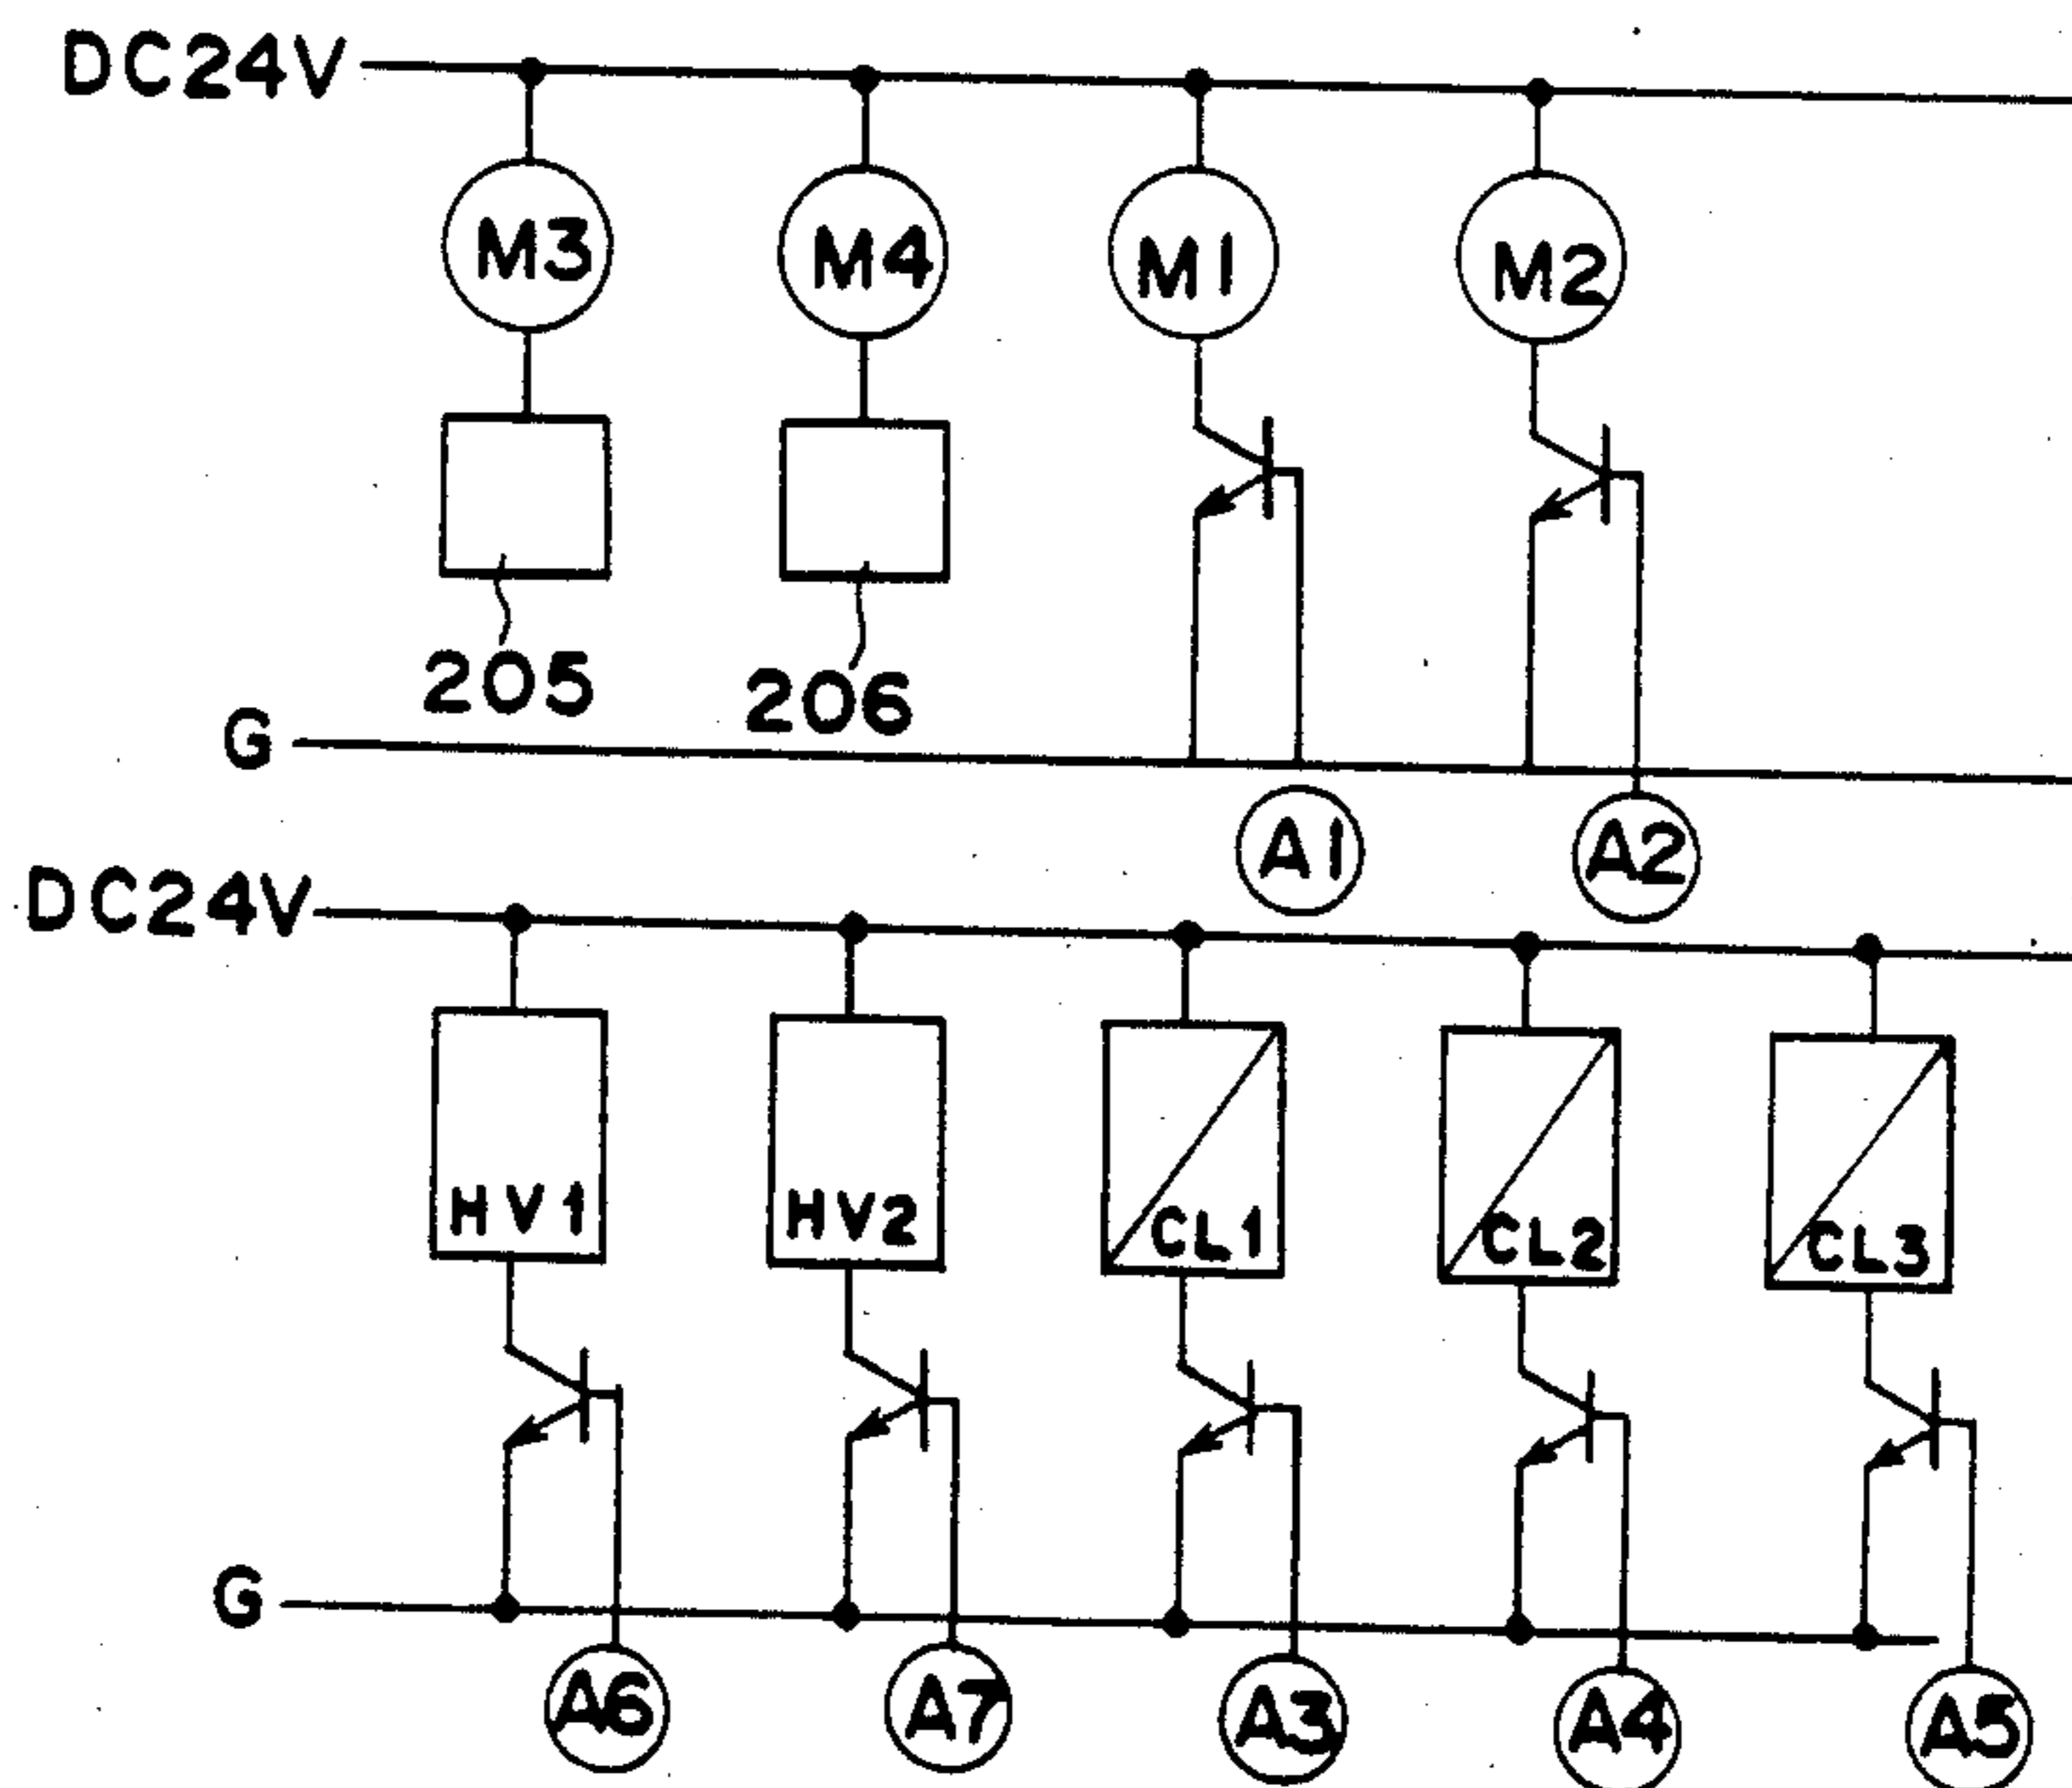 DC24V
M3 M4 M1 M2
205 206
G
A1 A2
DC24V
HV1 HV2 CL1 CL2 CL3
G
A6 A7 A3 A4 A5